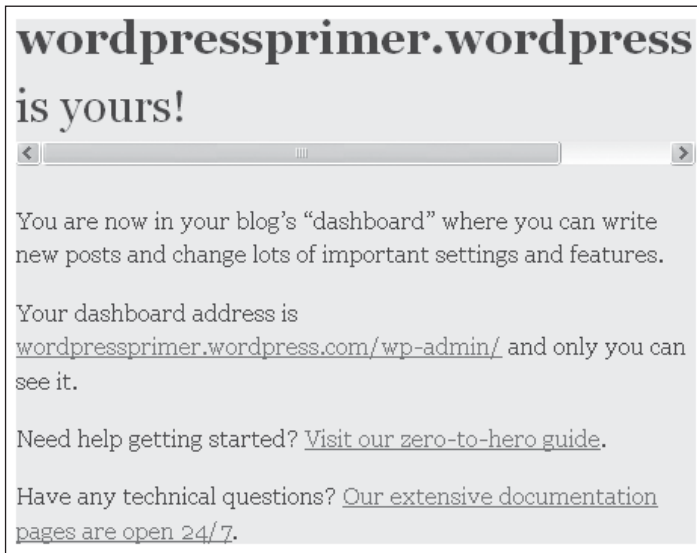 wordpressprimer.wordpress
is yours!
You are now in your blog’s “dashboard” where you can write
new posts and change lots of important settings and features.
Your dashboard address is
wordpressprimer.wordpress.com/wp-admin/ and only you can
see it.
Need help getting started? Visit our zero-to-hero guide.
Have any technical questions? Our extensive documentation
pages are open 24/7.